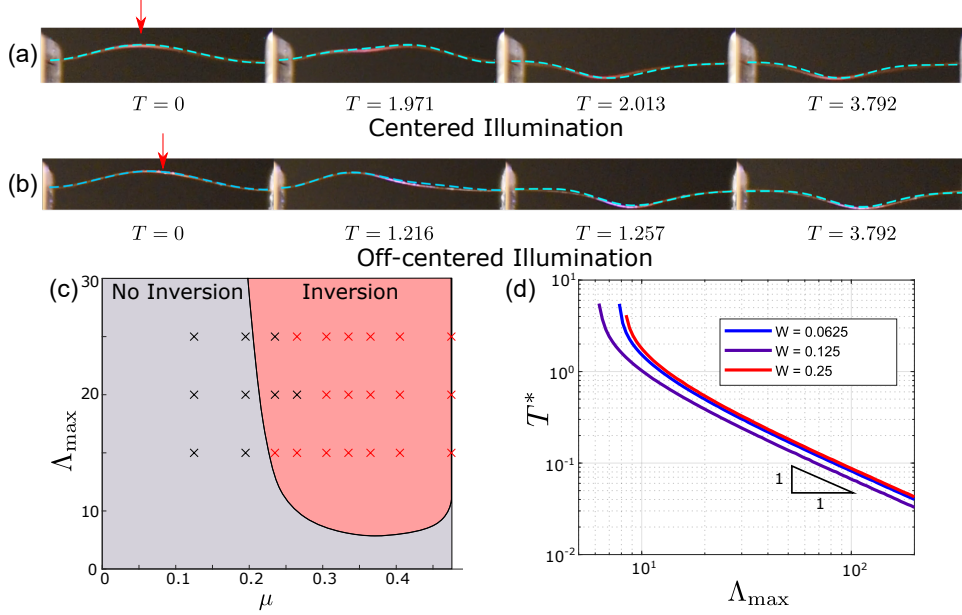 (a)
T = 0 T = 1.971 T = 2.013 T = 3.792
Centered Illumination
(b)
T = 0 T = 1.216 T = 1.257 T = 3.792
Off-centered Illumination
(c)
No Inversion Inversion
30
20
10
0
Λmax
0 0.1 0.2 0.3 0.4
μ
(d)
10^1
10^0
10^-1
10^-2
T*
W = 0.0625
W = 0.125
W = 0.25
1
1
10^1 10^2
Λmax